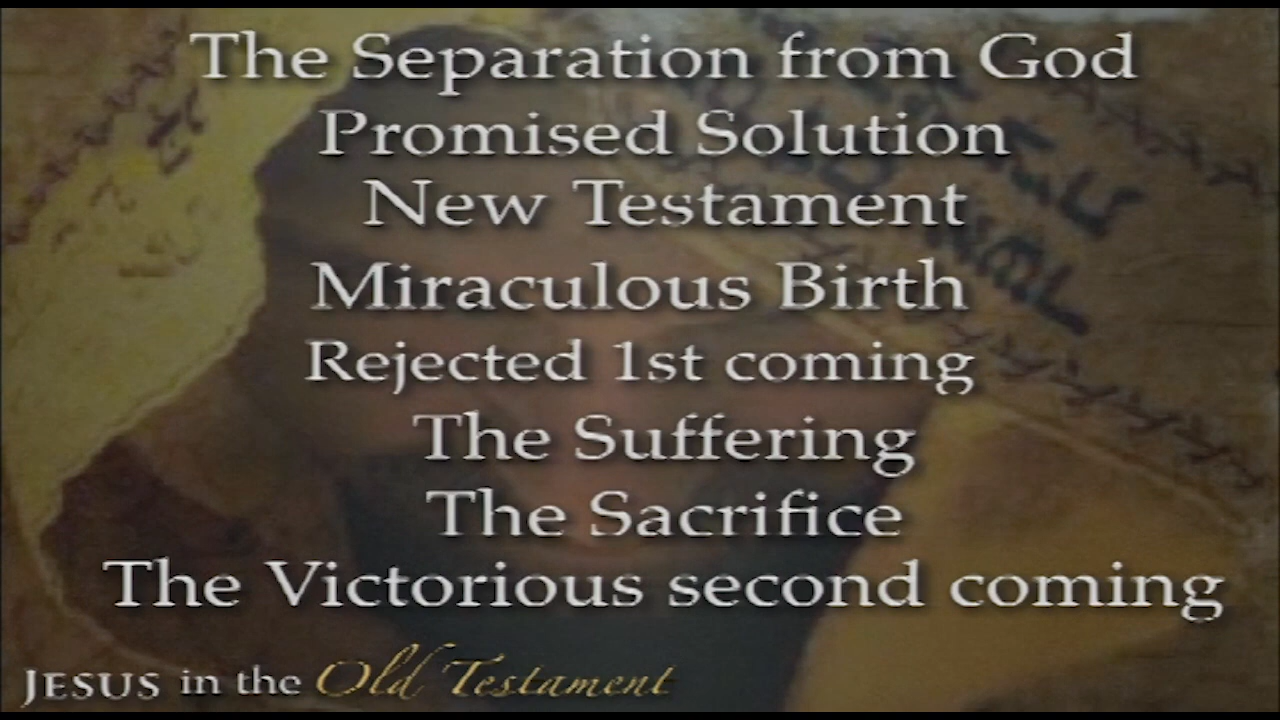 The Separation from God
Promised Solution
New Testament
Miraculous Birth
Rejected 1st coming
The Suffering
The Sacrifice
The Victorious second coming
JESUS in the Old Testament